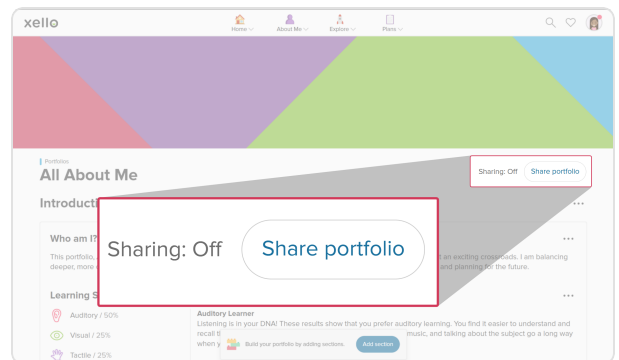 xello
Home
About Me
Explore
Plans
Portfolios
All About Me
Sharing: Off
Share portfolio
Introducti
Sharing: Off
Share portfolio
Who am I?
This portfolio,
t an exciting crossroads. I am balancing
deeper, more
and planning for the future.
Learning S
Auditory / 50%
Visual / 25%
Tactile / 25%
Auditory Learner
Listening is in your DNA! These results show that you prefer auditory learning. You find it easier to understand and
recall t
music, and talking about the subject go a long way
when y
Build your portfolio by adding sections.
Add section